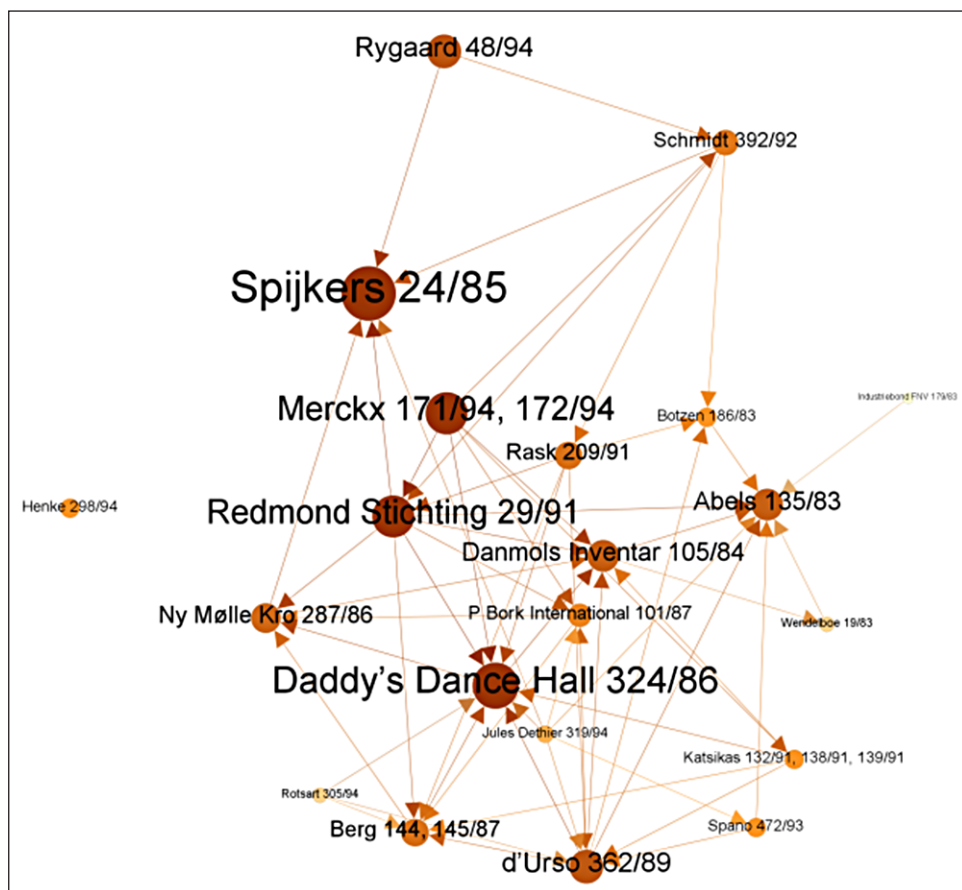 Rygaard 48/94
Schmidt 392/92
Spijkers 24/85
Merckx 171/94, 172/94
Industriebond FNV 179/83
Botzen 186/83
Rask 209/91
Henke 298/94
Redmond Stichting 29/91
Abels 135/83
Danmols Inventar 105/84
Ny Mølle Kro 287/86
P Bork International 101/87
Wendelboe 19/83
Daddy's Dance Hall 324/86
Jules Dethier 319/94
Katsikas 132/91, 138/91, 139/91
Rotsart 305/94
Berg 144, 145/87
Spano 472/93
d'Urso 362/89